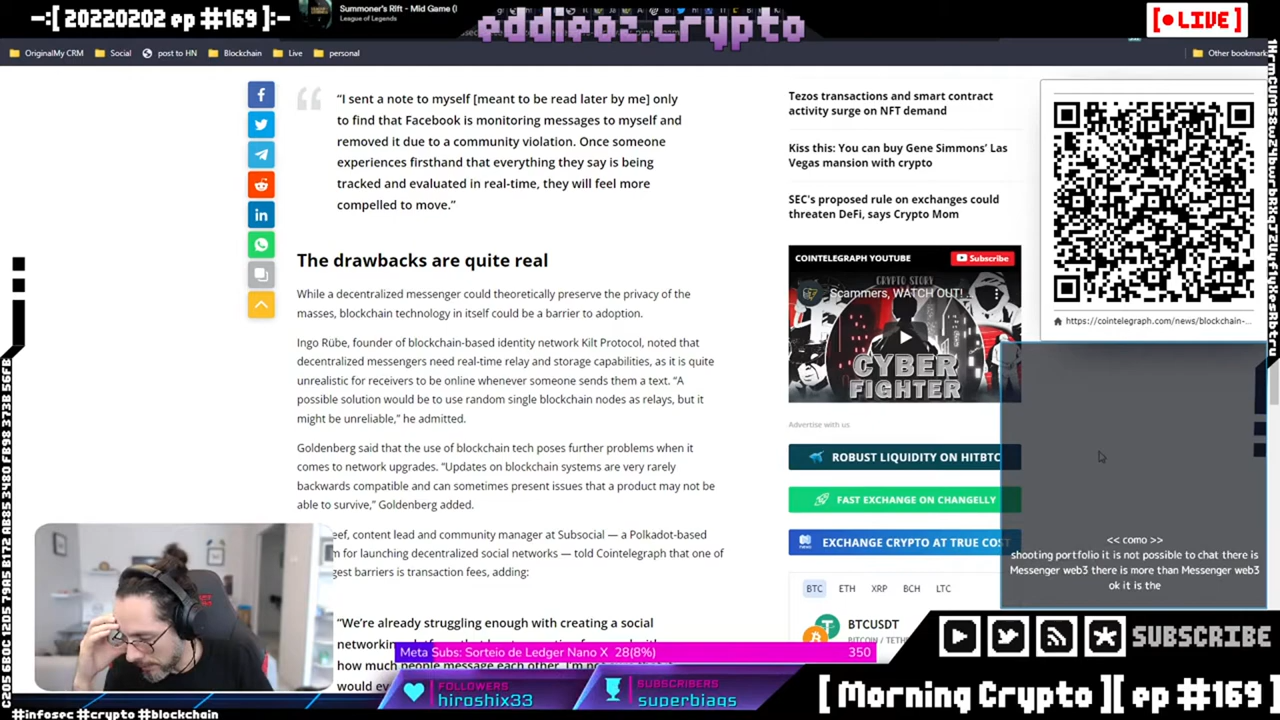 -:[ 20220202 ep #169 ]:-
Summoner's Rift - Mid Game (
League of Legends
eddieoz.crypto
[● LIVE ]
OriginalMy CRM
Social
post to HN
Blockchain
Live
personal
Other bookmark
“I sent a note to myself [meant to be read later by me] only
to find that Facebook is monitoring messages to myself and
removed it due to a community violation. Once someone
experiences firsthand that everything they say is being
tracked and evaluated in real-time, they will feel more
compelled to move.”
The drawbacks are quite real
While a decentralized messenger could theoretically preserve the privacy of the
masses, blockchain technology in itself could be a barrier to adoption.
Ingo Rübe, founder of blockchain-based identity network Kilt Protocol, noted that
decentralized messengers need real-time relay and storage capabilities, as it is quite
unrealistic for receivers to be online whenever someone sends them a text. “A
possible solution would be to use random single blockchain nodes as relays, but it
might be unreliable,” he admitted.
Goldenberg said that the use of blockchain tech poses further problems when it
comes to network upgrades. “Updates on blockchain systems are very rarely
backwards compatible and can sometimes present issues that a product may not be
able to survive,” Goldenberg added.
eef, content lead and community manager at Subsocial — a Polkadot-based
m for launching decentralized social networks — told Cointelegraph that one of
gest barriers is transaction fees, adding:
“We’re already struggling enough with creating a social
how much people message each other. I'm
would ev
Tezos transactions and smart contract
activity surge on NFT demand
Kiss this: You can buy Gene Simmons’ Las
Vegas mansion with crypto
SEC's proposed rule on exchanges could
threaten DeFi, says Crypto Mom
COINTELEGRAPH YOUTUBE
Subscribe
CRYPTO STORY
Scammers, WATCH OUT! ...
CYBER
FIGHTER
Advertise with us
ROBUST LIQUIDITY ON HITBTC
FAST EXCHANGE ON CHANGELLY
EXCHANGE CRYPTO AT TRUE COST
BTC ETH XRP BCH LTC
BTCUSDT
BITCOIN / TETHE
https://cointelegraph.com/news/blockchain-...
<< como >>
shooting portfolio it is not possible to chat there is
Messenger web3 there is more than Messenger web3
ok it is the
Meta Subs: Sorteio de Ledger Nano X 28(8%) 350
FOLLOWERS
hiroshix33
SUBSCRIBERS
superbiaqs
SUBSCRIBE
[ Morning Crypto ][ ep #169 ]
#infosec #crypto #blockchain